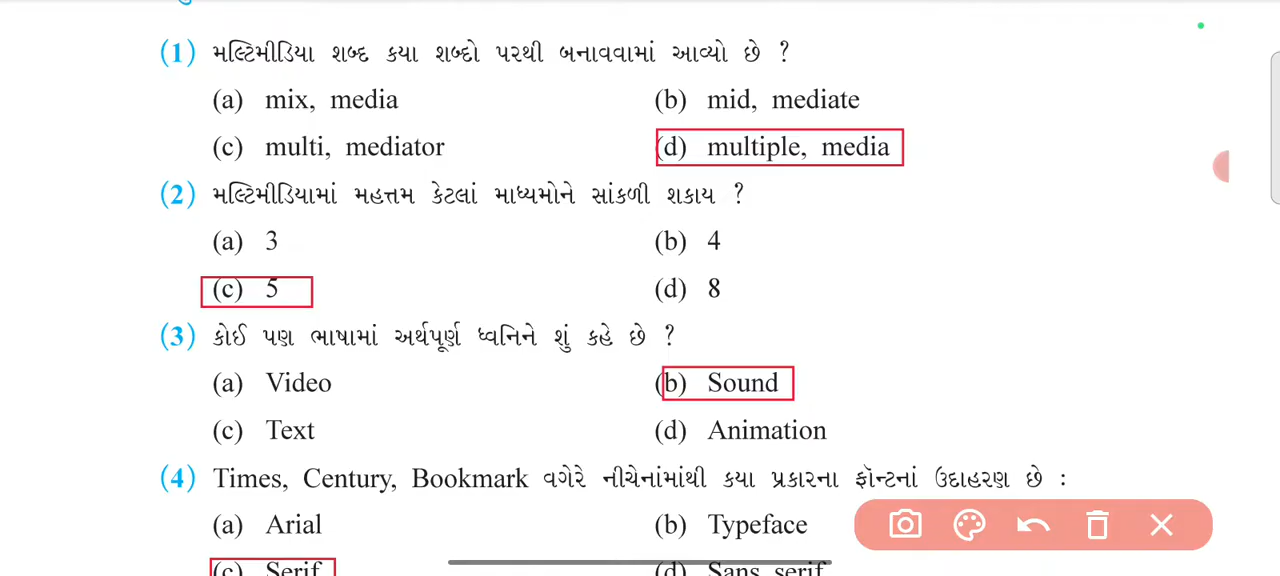 (1) મલ્ટિમીડિયા શબ્દ કયા શબ્દો પરથી બનાવવામાં આવ્યો છે ?
(a) mix, media (b) mid, mediate
(c) multi, mediator (d) multiple, media
(2) મલ્ટિમીડિયામાં મહત્તમ કેટલાં માધ્યમોને સાંકળી શકાય ?
(a) 3 (b) 4
(c) 5 (d) 8
(3) કોઈ પણ ભાષામાં અર્થપૂર્ણ ધ્વનિને શું કહે છે ?
(a) Video (b) Sound
(c) Text (d) Animation
(4) Times, Century, Bookmark વગેરે નીચેનાંમાંથી કયા પ્રકારના ફૉન્ટનાં ઉદાહરણ છે :
(a) Arial (b) Typeface
(c) Serif (d) Sans serif